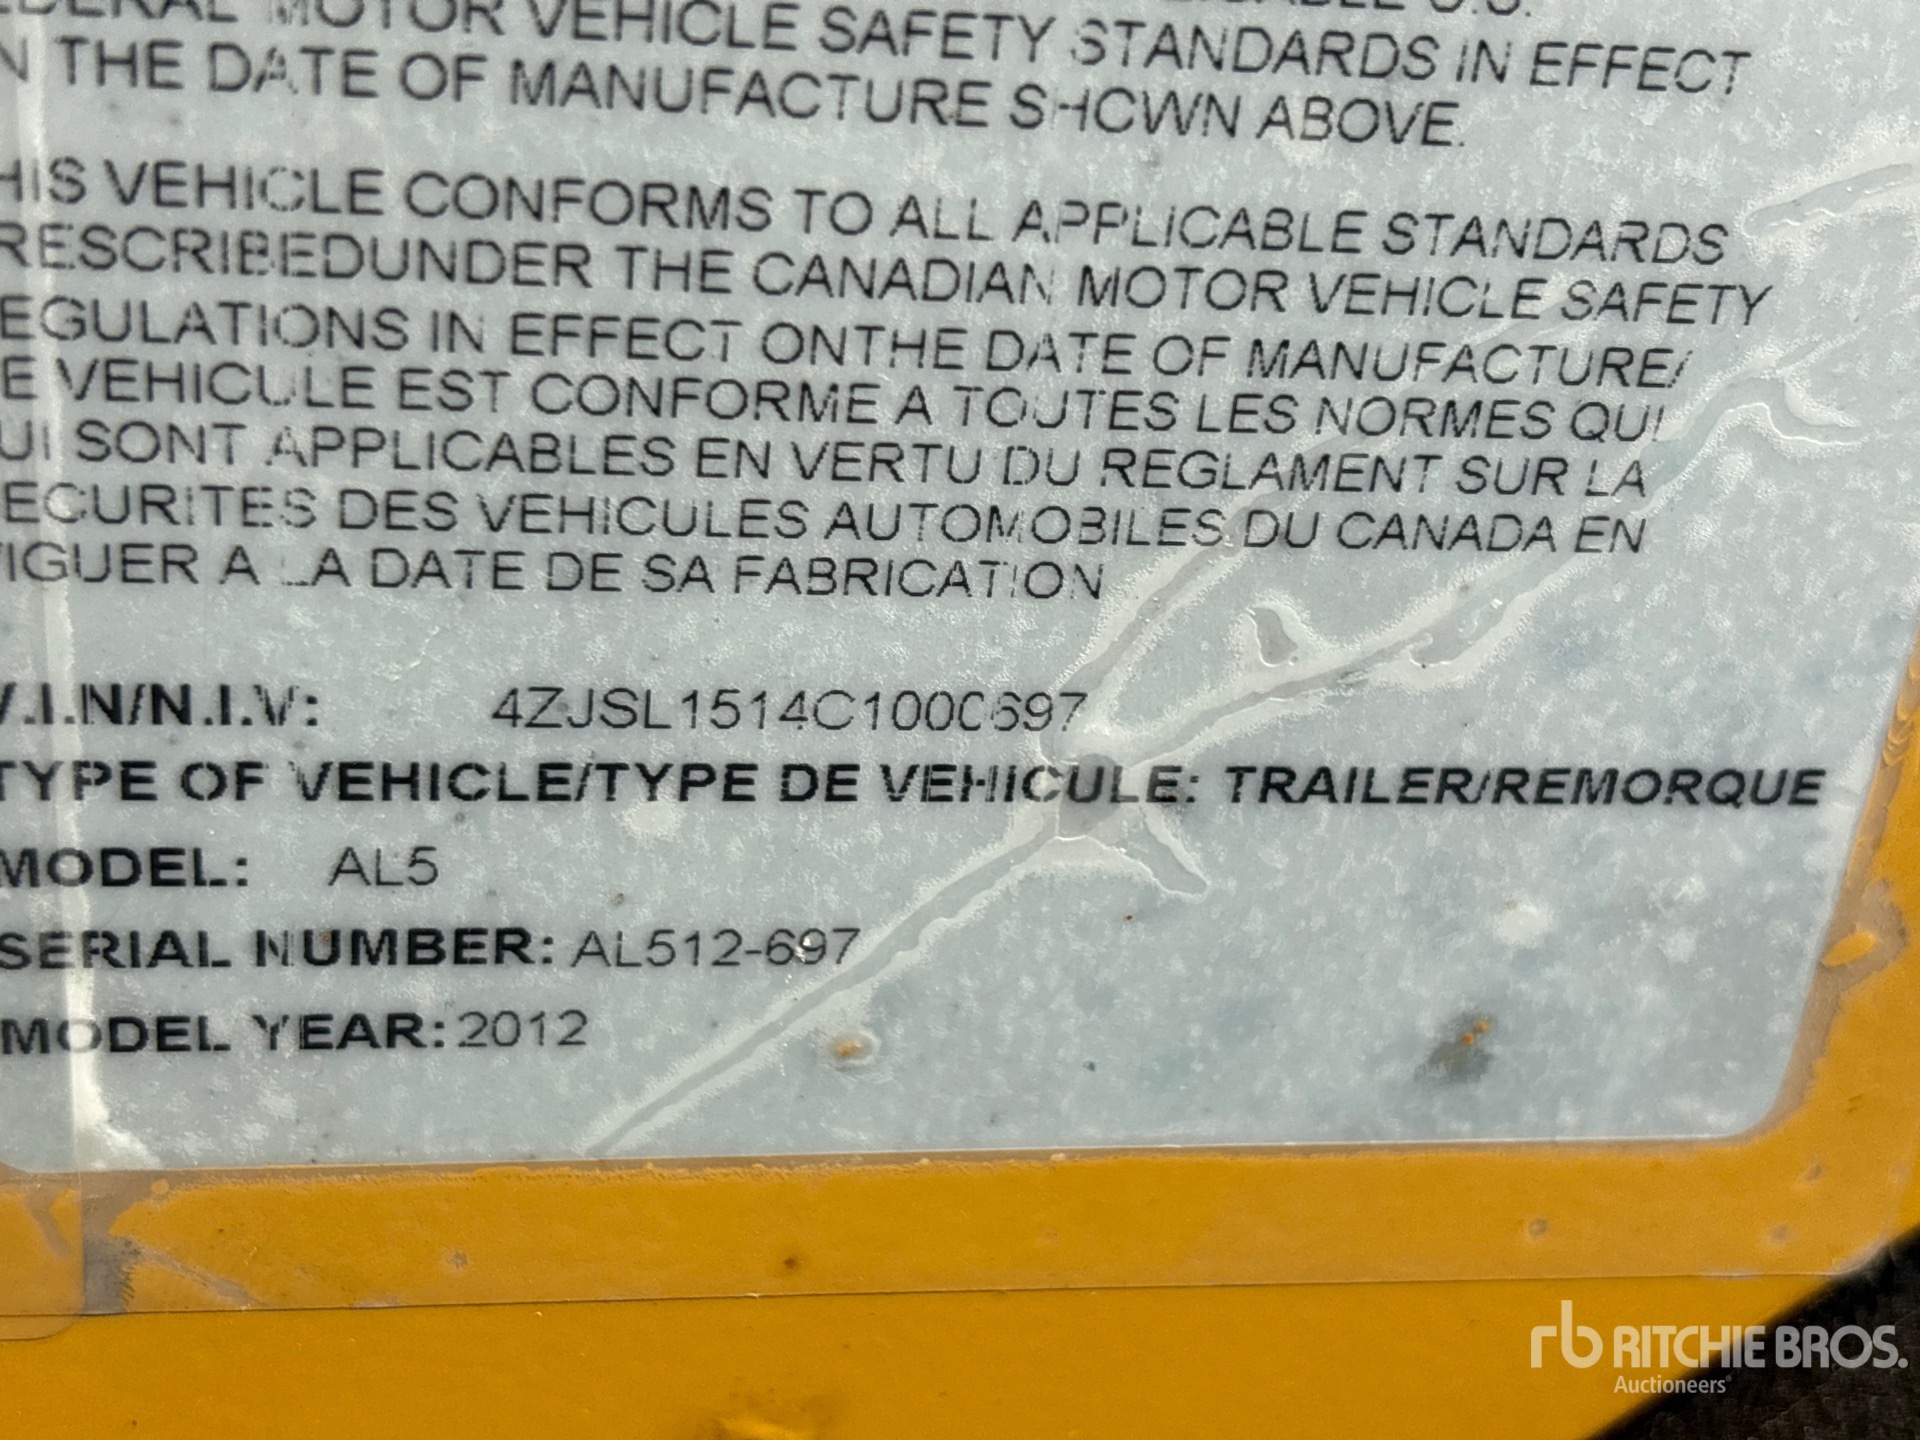 MOTOR VEHICLE SAFETY STANDARDS IN EFFECT
THE DATE OF MANUFACTURE SHOWN ABOVE.
HIS VEHICLE CONFORMS TO ALL APPLICABLE STANDARDS
RESCRIBEDUNDER THE CANADIAN MOTOR VEHICLE SAFETY
EGULATIONS IN EFFECT ONTHE DATE OF MANUFACTURE/
E VEHICULE EST CONFORME A TOUTES LES NORMES QUI
UI SONT APPLICABLES EN VERTU DU REGLAMENT SUR LA
ECURITES DES VEHICULES AUTOMOBILES DU CANADA EN
IGUER A LA DATE DE SA FABRICATION
V.I.N/N.I.V: 4ZJSL1514C1000697
TYPE OF VEHICLE/TYPE DE VEHICULE: TRAILER/REMORQUE
MODEL: AL5
SERIAL NUMBER: AL512-697
MODEL YEAR: 2012
rb RITCHIE BROS.
Auctioneers